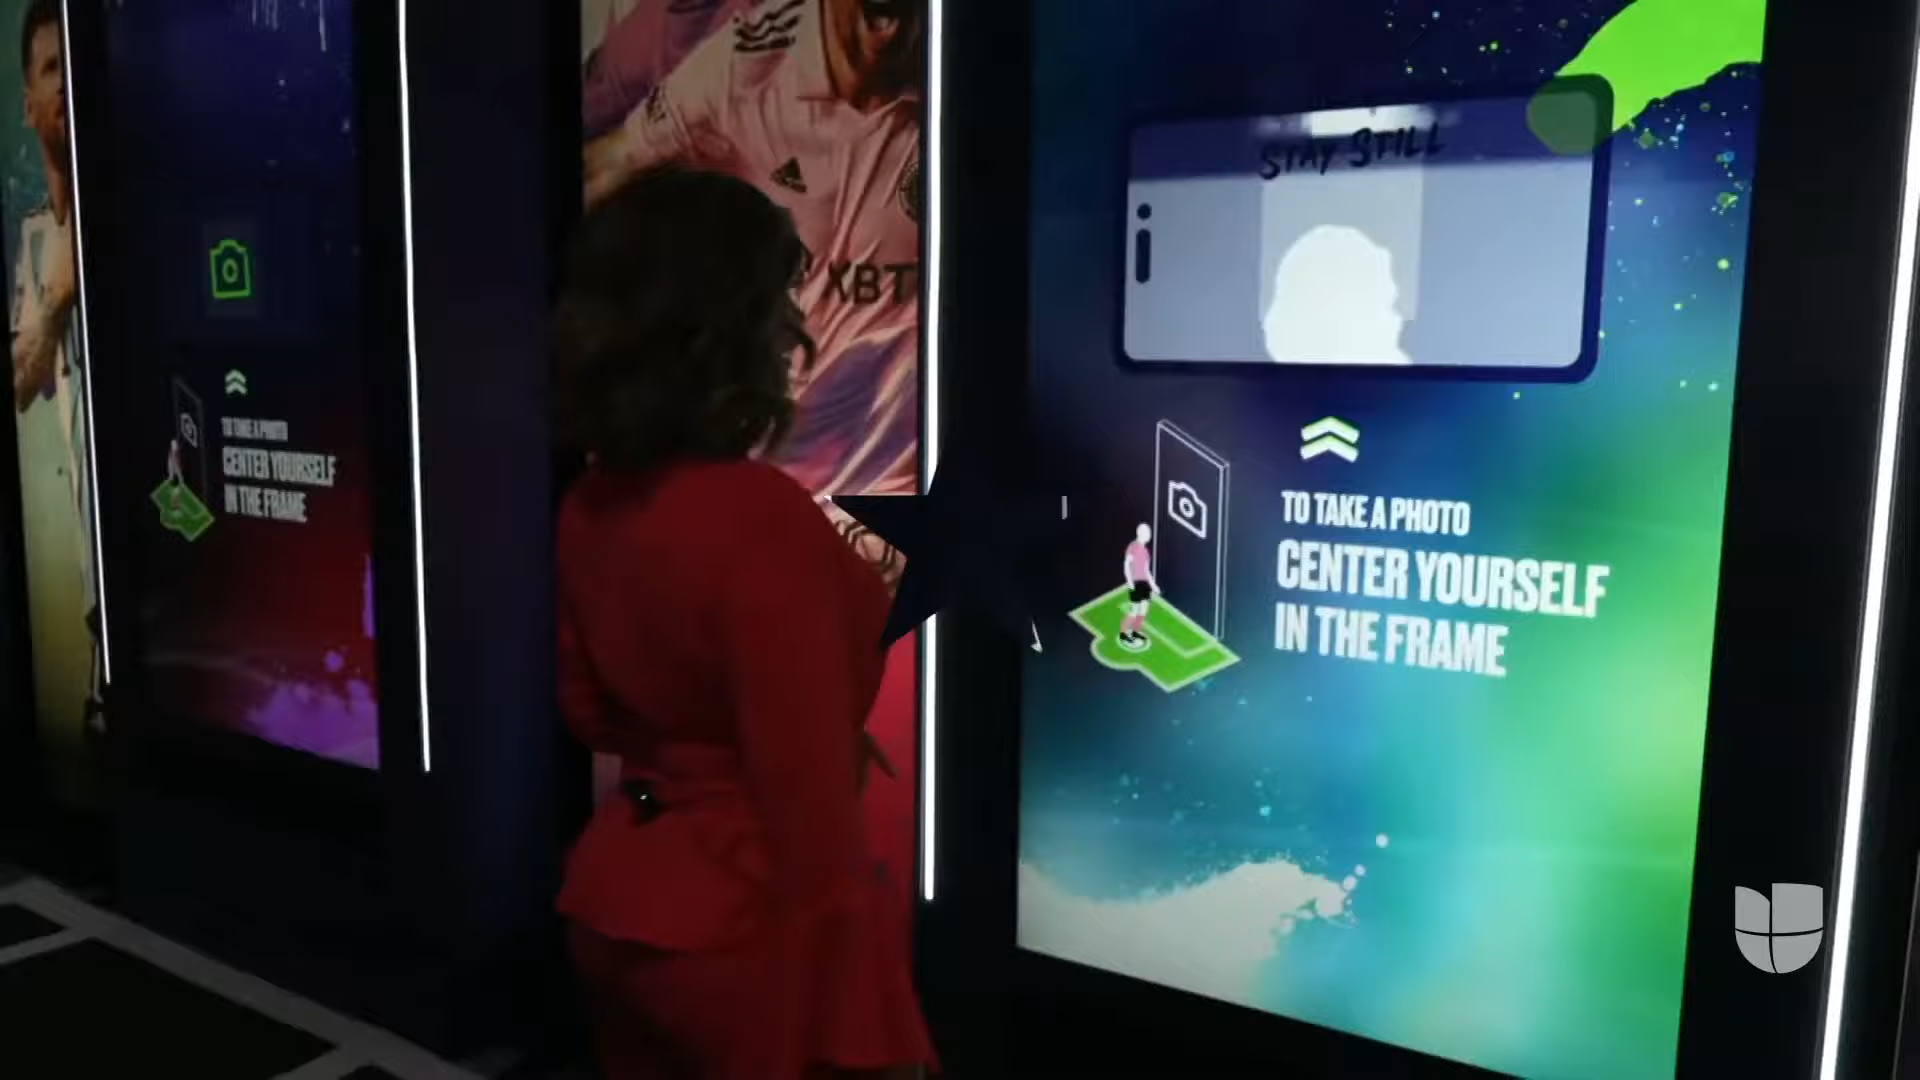 TO TAKE A PHOTO
CENTER YOURSELF
IN THE FRAME
XBT
STAY STILL
TO TAKE A PHOTO
CENTER YOURSELF
IN THE FRAME